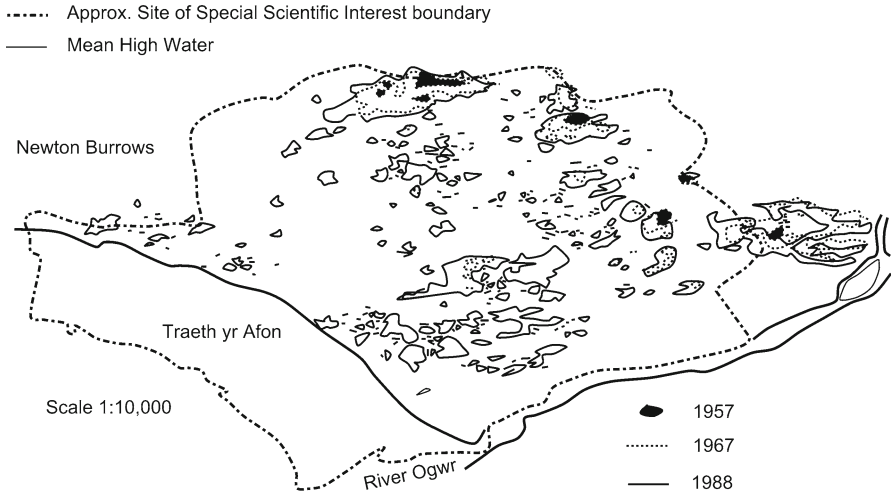 Approx. Site of Special Scientific Interest boundary
Mean High Water
Newton Burrows
Traeth yr Afon
Scale 1:10,000
River Ogwr
1957
1967
1988